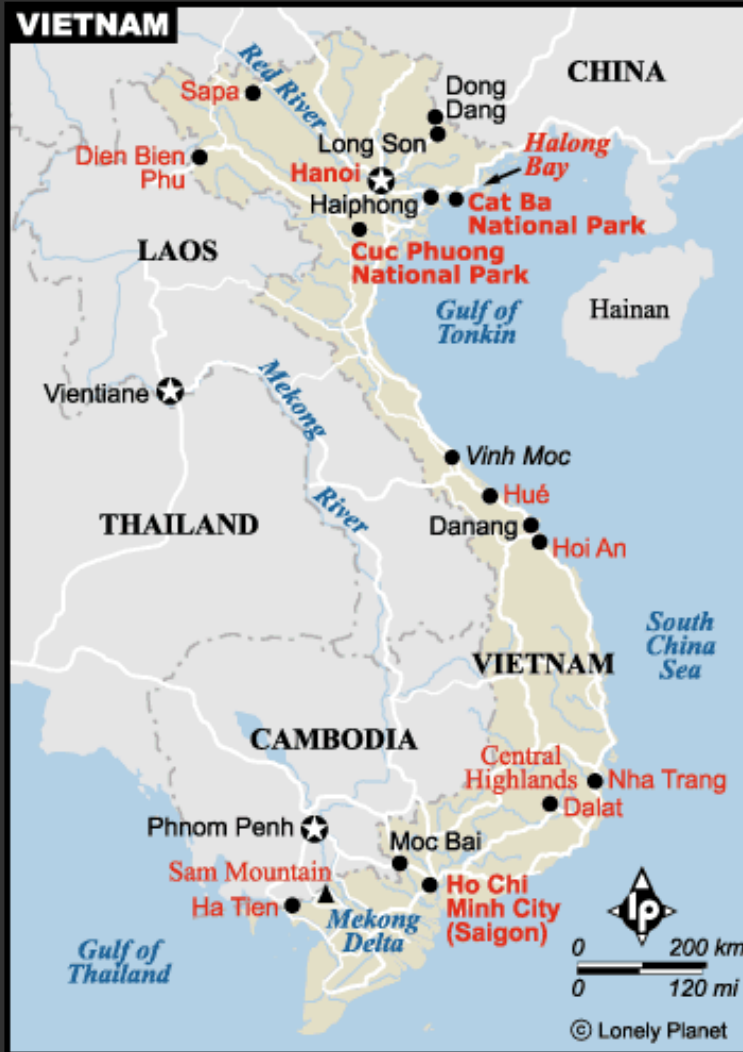 VIETNAM
CHINA
Red River
Sapa
Dong
Dang
Long Son
Halong
Bay
Dien Bien
Phu
Hanoi
Haiphong
Cat Ba
National Park
LAOS
Cuc Phuong
National Park
Gulf of
Tonkin
Hainan
Vientiane
Mekong
River
Vinh Moc
THAILAND
Hué
Danang
Hoi An
South
China
Sea
VIETNAM
CAMBODIA
Central
Highlands
Nha Trang
Dalat
Phnom Penh
Moc Bai
Sam Mountain
Ha Tien
Ho Chi
Minh City
(Saigon)
Mekong
Delta
Gulf of
Thailand
lp
0 200 km
0 120 mi
© Lonely Planet